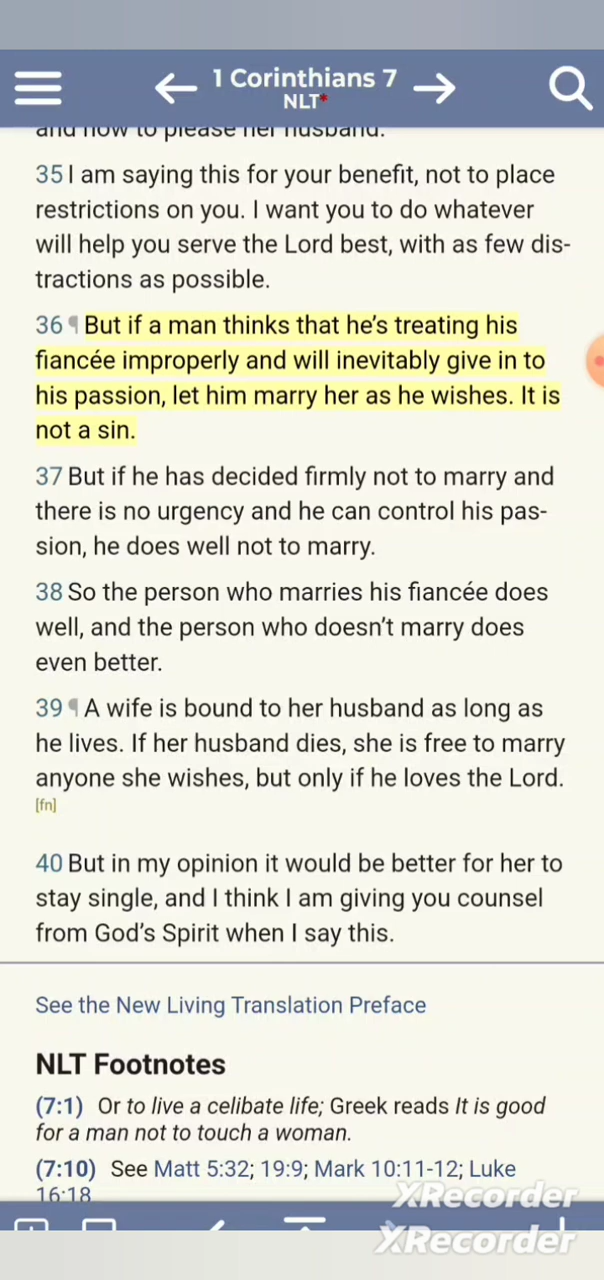 1 Corinthians 7
NLT*
and how to please her husband.
35 I am saying this for your benefit, not to place
restrictions on you. I want you to do whatever
will help you serve the Lord best, with as few dis-
tractions as possible.
36 ¶ But if a man thinks that he’s treating his
fiancée improperly and will inevitably give in to
his passion, let him marry her as he wishes. It is
not a sin.
37 But if he has decided firmly not to marry and
there is no urgency and he can control his pas-
sion, he does well not to marry.
38 So the person who marries his fiancée does
well, and the person who doesn’t marry does
even better.
39 ¶ A wife is bound to her husband as long as
he lives. If her husband dies, she is free to marry
anyone she wishes, but only if he loves the Lord.
[fn]
40 But in my opinion it would be better for her to
stay single, and I think I am giving you counsel
from God’s Spirit when I say this.
See the New Living Translation Preface
NLT Footnotes
(7:1) Or to live a celibate life; Greek reads It is good
for a man not to touch a woman.
(7:10) See Matt 5:32; 19:9; Mark 10:11-12; Luke
16:18
XRecorder
XRecorder